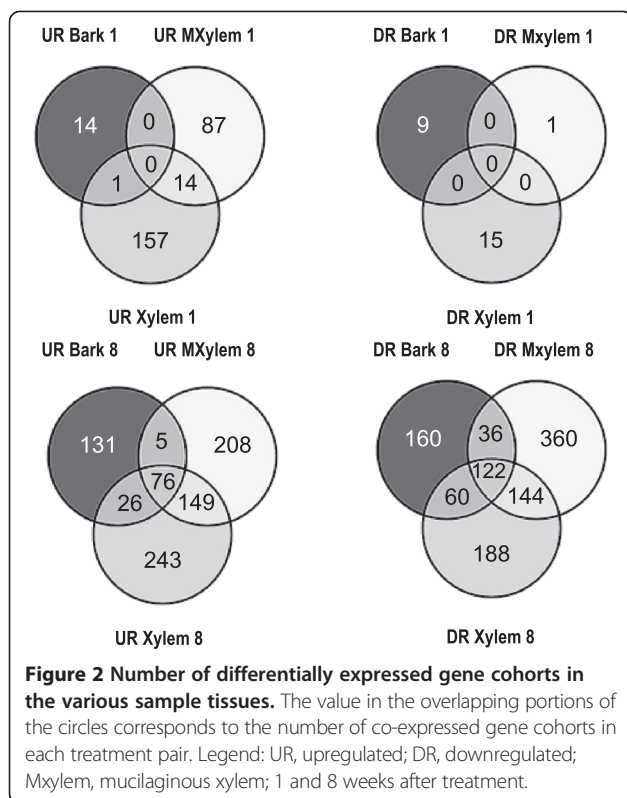 UR Bark 1 UR MXylem 1
14 0 87
0
1 14
157
UR Xylem 1
DR Bark 1 DR Mxylem 1
9 0 1
0
0 0
15
DR Xylem 1
UR Bark 8 UR MXylem 8
131 5 208
76
26 149
243
UR Xylem 8
DR Bark 8 DR Mxylem 8
160 36 360
122
60 144
188
DR Xylem 8
Figure 2 Number of differentially expressed gene cohorts in
the various sample tissues. The value in the overlapping portions of
the circles corresponds to the number of co-expressed gene cohorts in
each treatment pair. Legend: UR, upregulated; DR, downregulated;
Mxylem, mucilaginous xylem; 1 and 8 weeks after treatment.